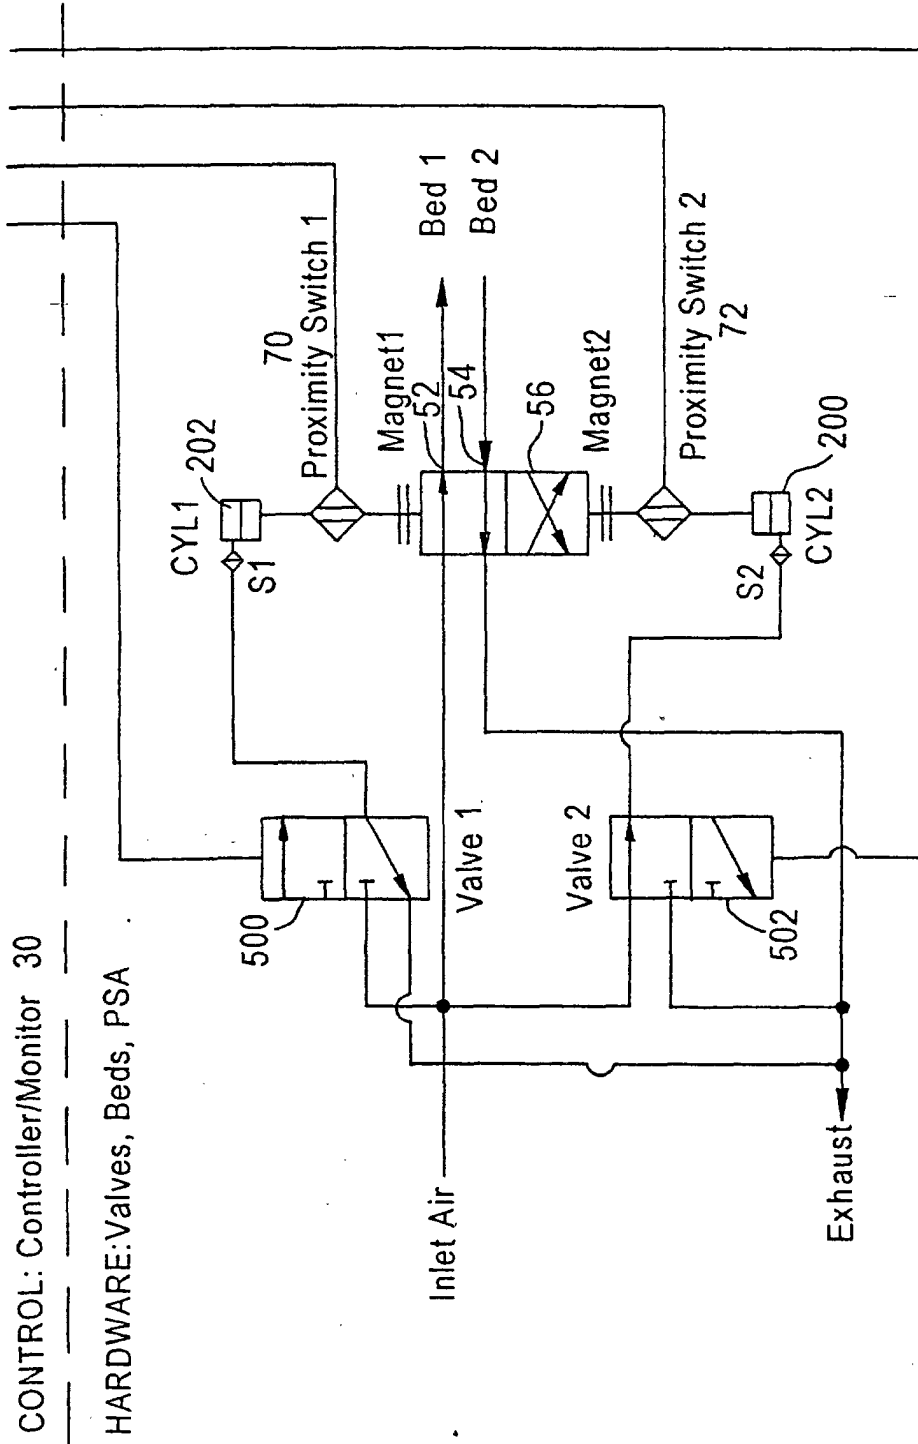 CONTROL: Controller/Monitor 30
HARDWARE:Valves, Beds, PSA
CYL1
202
S1
70
Proximity Switch 1
Magnet1
52
Bed 1
54
Bed 2
56
Magnet2
Proximity Switch 2
72
S2
CYL2
200
500
Valve 1
Valve 2
502
Inlet Air
Exhaust